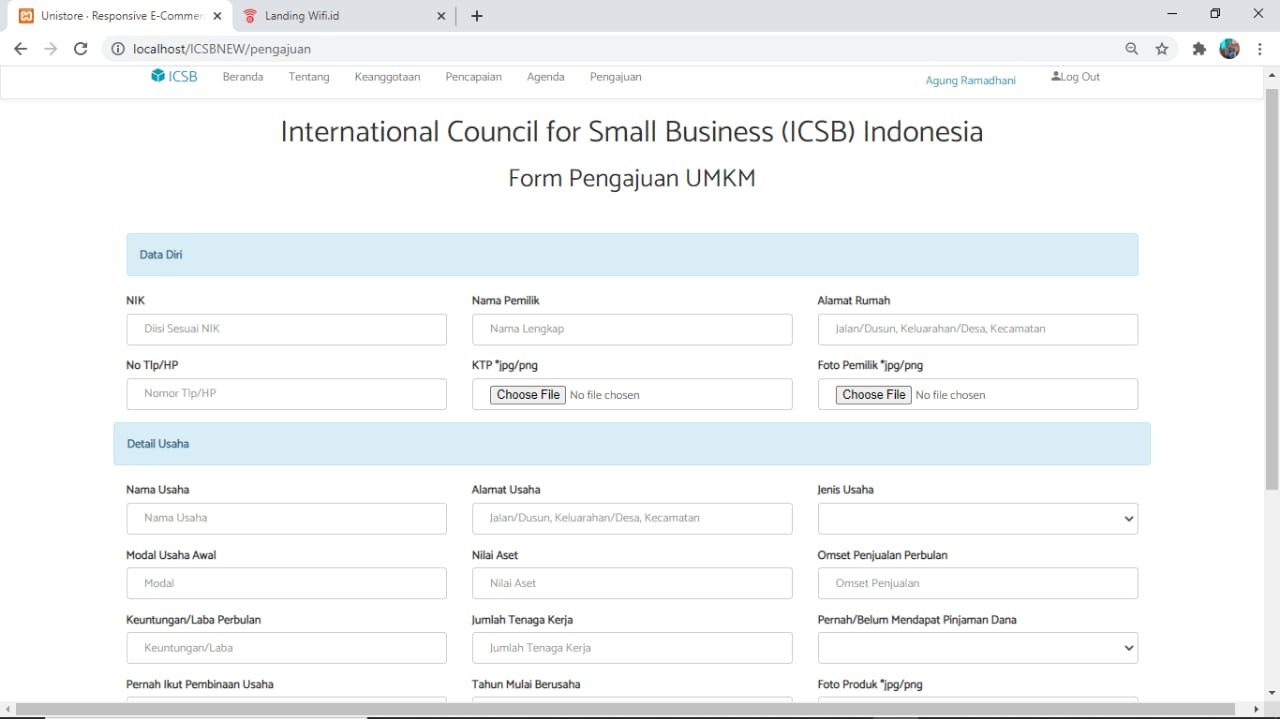 Unistore · Responsive E-Commer
Landing Wifi.id
localhost/ICSBNEW/pengajuan
ICSB Beranda Tentang Keanggotaan Pencapaian Agenda Pengajuan Agung Ramadhani Log Out
International Council for Small Business (ICSB) Indonesia
Form Pengajuan UMKM
Data Diri
NIK Nama Pemilik Alamat Rumah
Diisi Sesuai NIK Nama Lengkap Jalan/Dusun, Keluarahan/Desa, Kecamatan
No Tlp/HP KTP *jpg/png Foto Pemilik *jpg/png
Nomor Tlp/HP Choose File No file chosen Choose File No file chosen
Detail Usaha
Nama Usaha Alamat Usaha Jenis Usaha
Nama Usaha Jalan/Dusun, Keluarahan/Desa, Kecamatan
Modal Usaha Awal Nilai Aset Omset Penjualan Perbulan
Modal Nilai Aset Omset Penjualan
Keuntungan/Laba Perbulan Jumlah Tenaga Kerja Pernah/Belum Mendapat Pinjaman Dana
Keuntungan/Laba Jumlah Tenaga Kerja
Pernah Ikut Pembinaan Usaha Tahun Mulai Berusaha Foto Produk *jpg/png